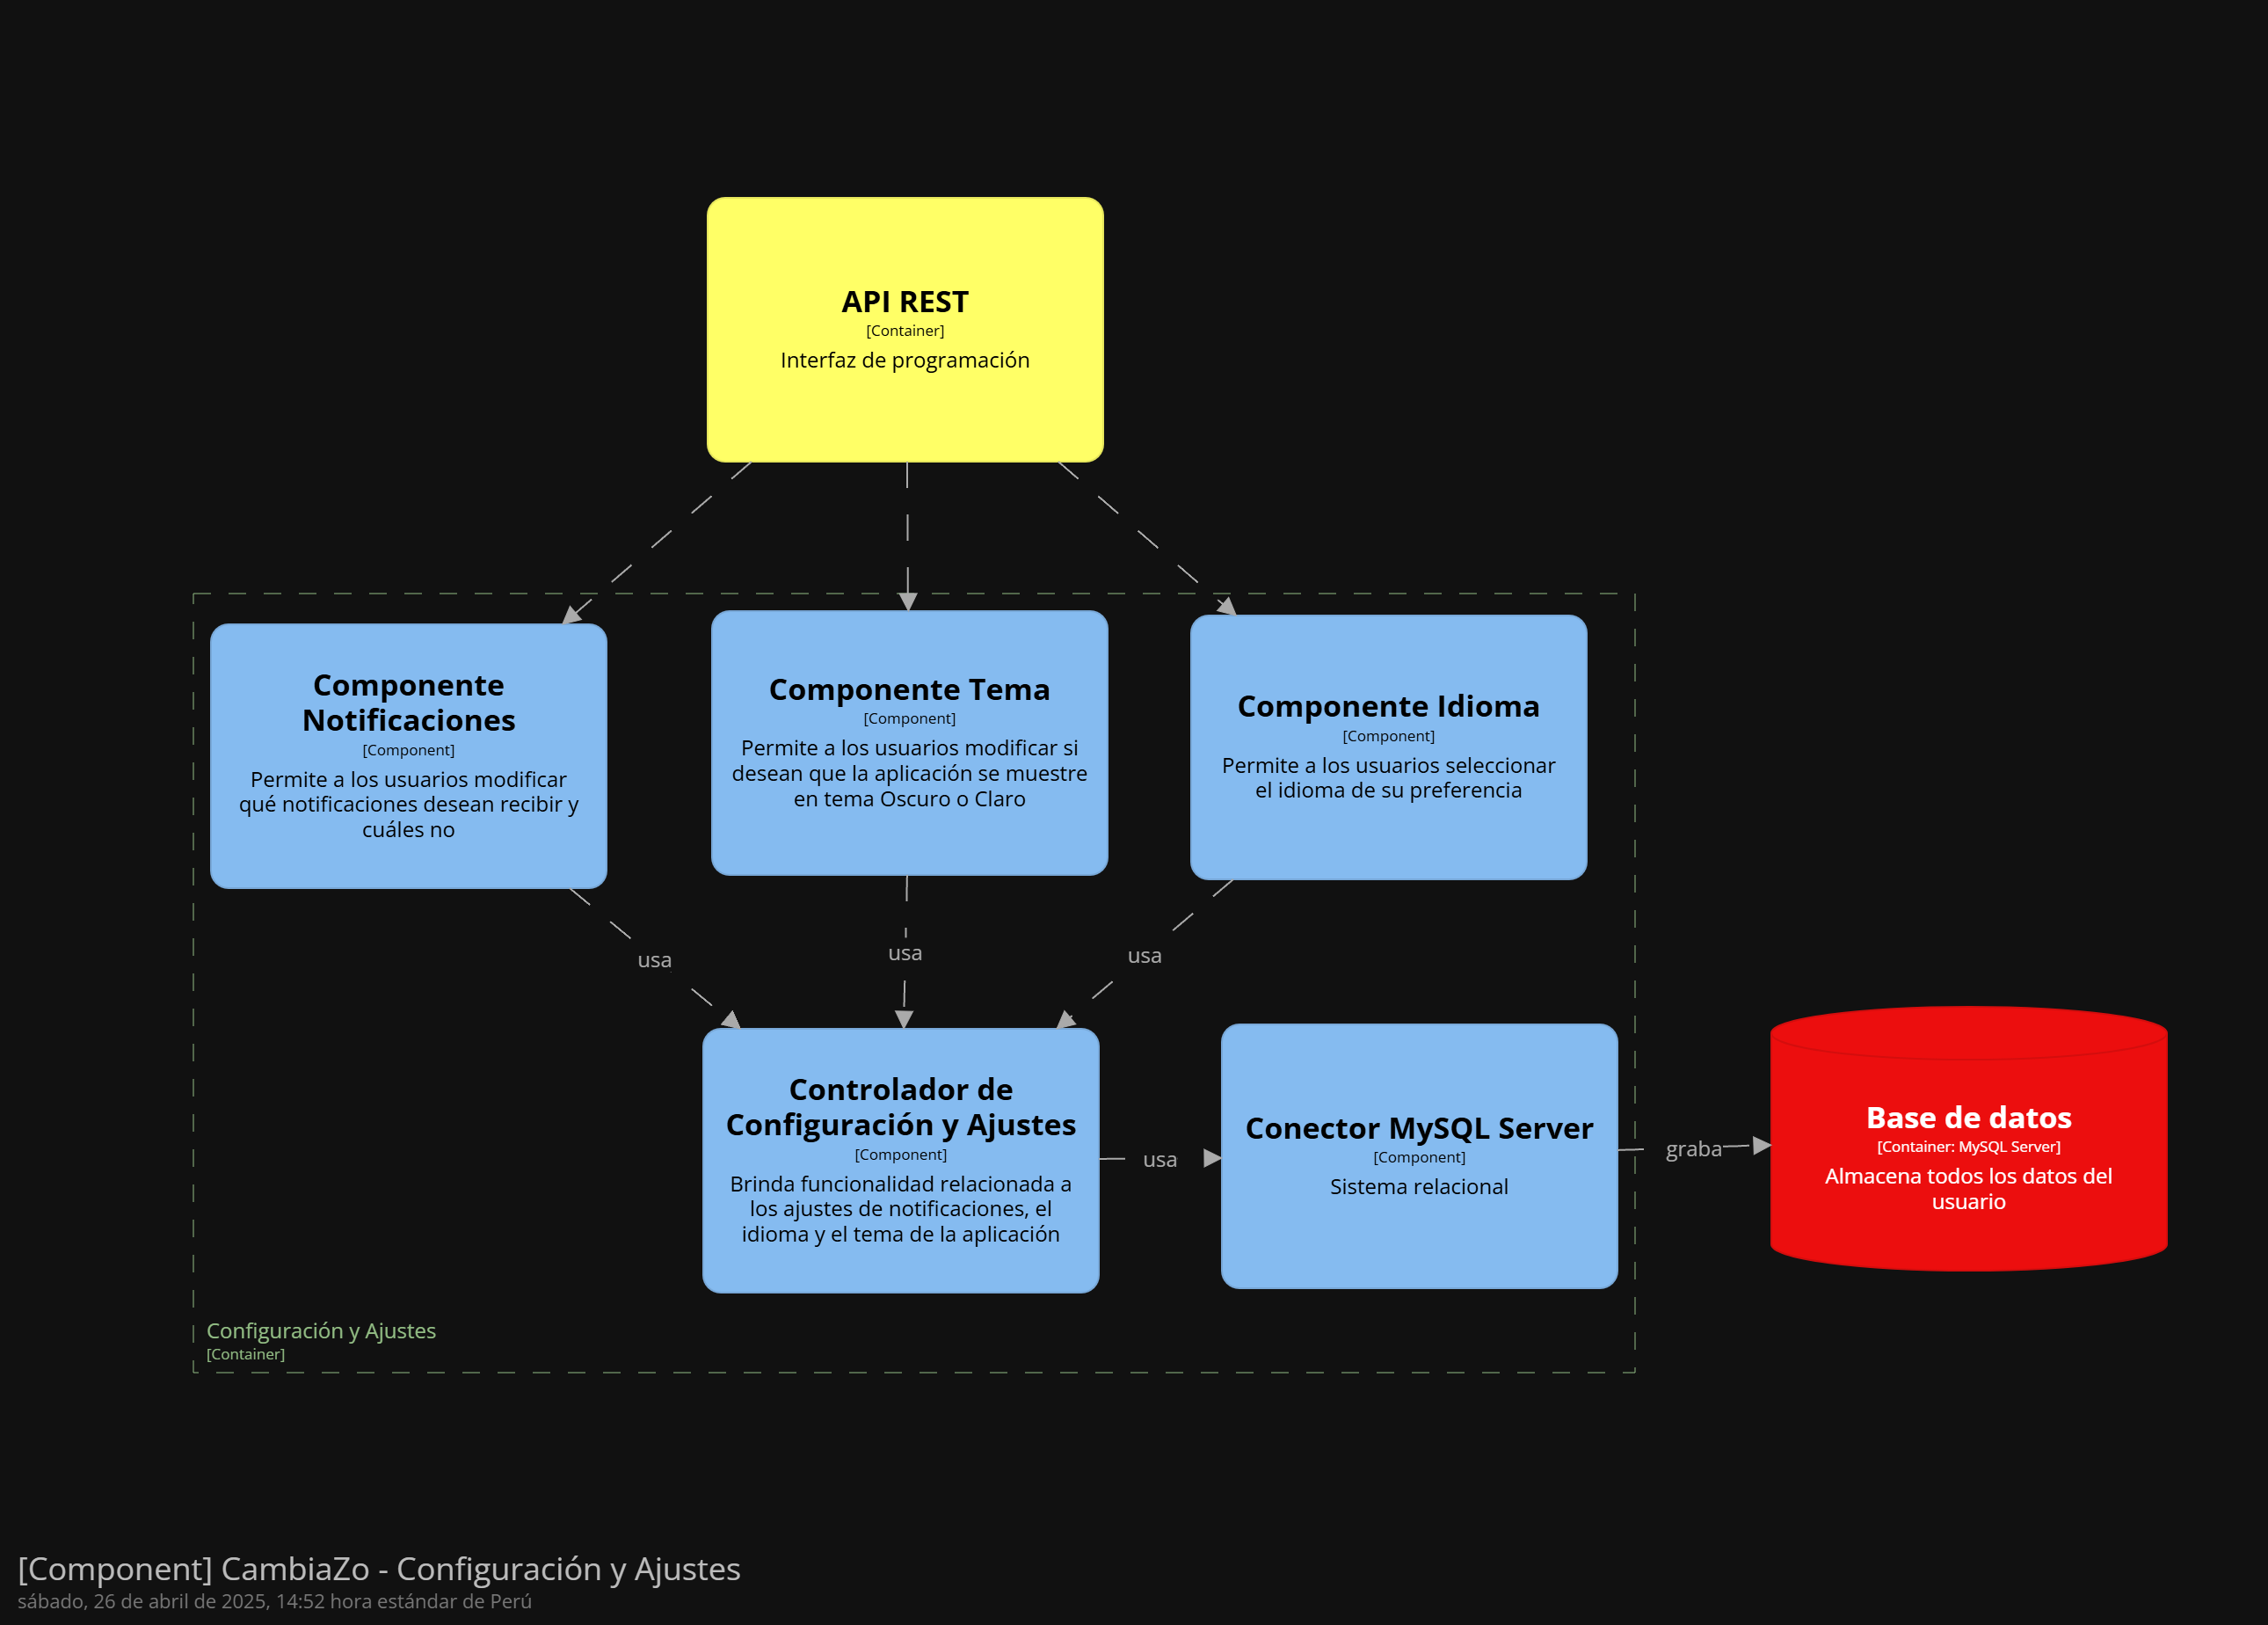 API REST
[Container]
Interfaz de programación
Componente
Notificaciones
[Component]
Permite a los usuarios modificar
qué notificaciones desean recibir y
cuáles no
Componente Tema
[Component]
Permite a los usuarios modificar si
desean que la aplicación se muestre
en tema Oscuro o Claro
Componente Idioma
[Component]
Permite a los usuarios seleccionar
el idioma de su preferencia
usa
usa
usa
Controlador de
Configuración y Ajustes
[Component]
Brinda funcionalidad relacionada a
los ajustes de notificaciones, el
idioma y el tema de la aplicación
usa
Conector MySQL Server
[Component]
Sistema relacional
graba
Base de datos
[Container: MySQL Server]
Almacena todos los datos del
usuario
Configuración y Ajustes
[Container]
[Component] CambiaZo - Configuración y Ajustes
sábado, 26 de abril de 2025, 14:52 hora estándar de Perú